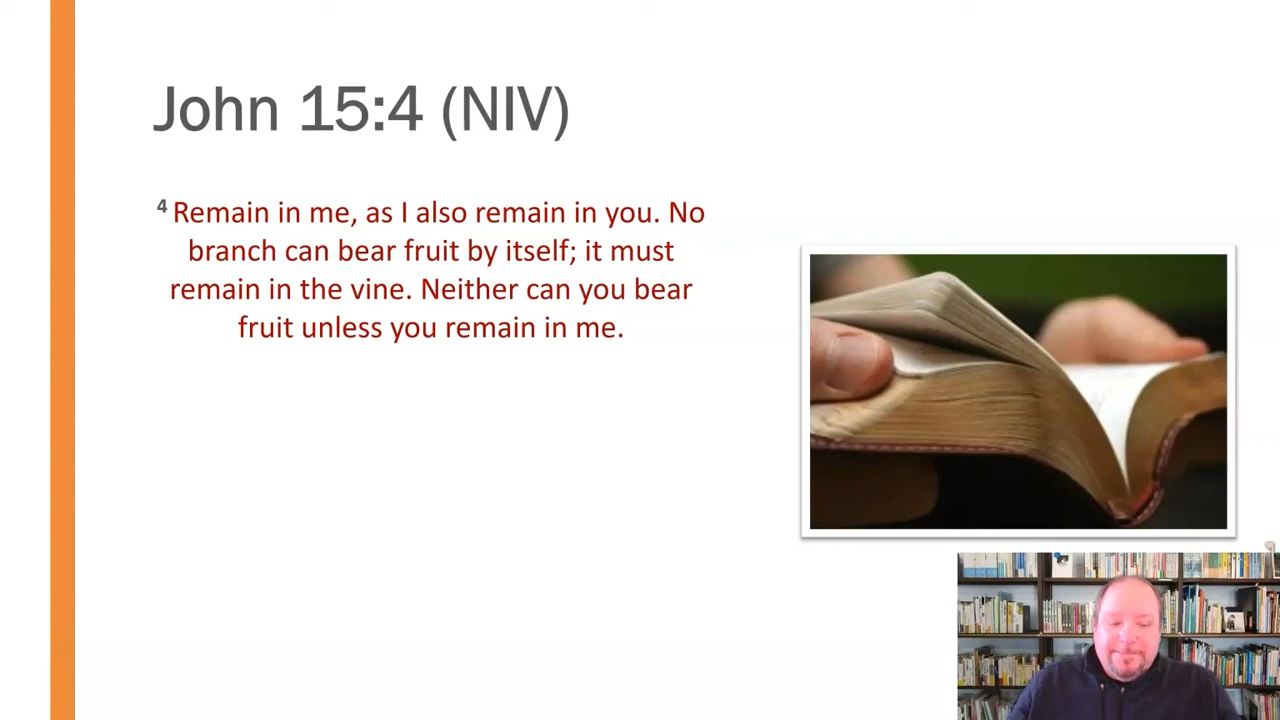 John 15:4 (NIV)
4 Remain in me, as I also remain in you. No
branch can bear fruit by itself; it must
remain in the vine. Neither can you bear
fruit unless you remain in me.